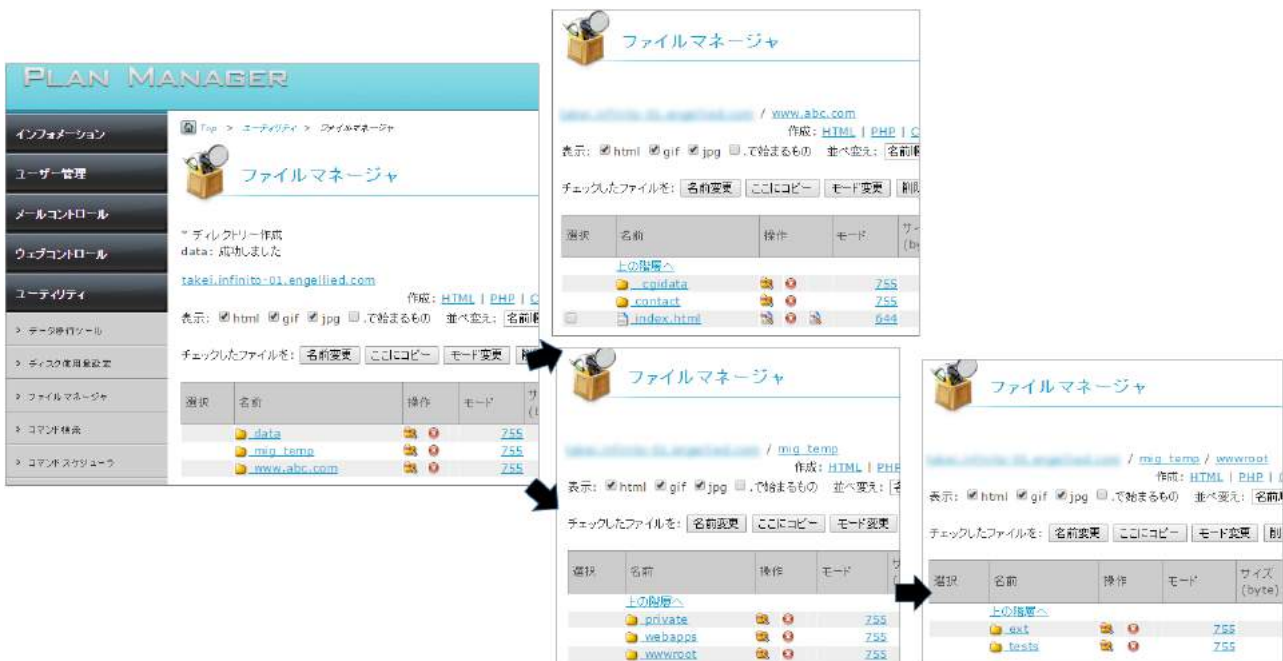 PLAN MANAGER
インフォメーション
ユーザー管理
メールコントロール
ウェブコントロール
ユーティリティ
> データ移行ツール
> ディスク使用量設定
> ファイルマネージャ
> コマンド検索
> コマンドスケジューラ
Top > ユーティリティ > ファイルマネージャ
ファイルマネージャ
* ディレクトリー作成
data: 成功しました
takei.infinito-01.engellied.com
作成: HTML | PHP | C
表示: html gif jpg .で始まるもの 並べ変え: 名前順
チェックしたファイルを: 名前変更 ここにコピー モード変更 削
選択 名前 操作 モード
data 755
mig_temp 755
www.abc.com 755
ファイルマネージャ
/ www.abc.com
作成: HTML | PHP | C
表示: html gif jpg .で始まるもの 並べ変え: 名前順
チェックしたファイルを: 名前変更 ここにコピー モード変更 削除
選択 名前 操作 モード サイ
(by
上の階層へ
_cgidata 755
contact 755
index.html 644
ファイルマネージャ
/ mig_temp
作成: HTML | PHP
表示: html gif jpg .で始まるもの 並べ変え:
チェックしたファイルを: 名前変更 ここにコピー モード変更
選択 名前 操作 モード
上の階層へ
private 755
webapps 755
wwwroot 755
ファイルマネージャ
/ mig_temp / wwwroot
作成: HTML | PHP |
表示: html gif jpg .で始まるもの 並べ変え: 名前順
チェックしたファイルを: 名前変更 ここにコピー モード変更 削
選択 名前 操作 モード サイズ
(byte)
上の階層へ
ext 755
tests 755